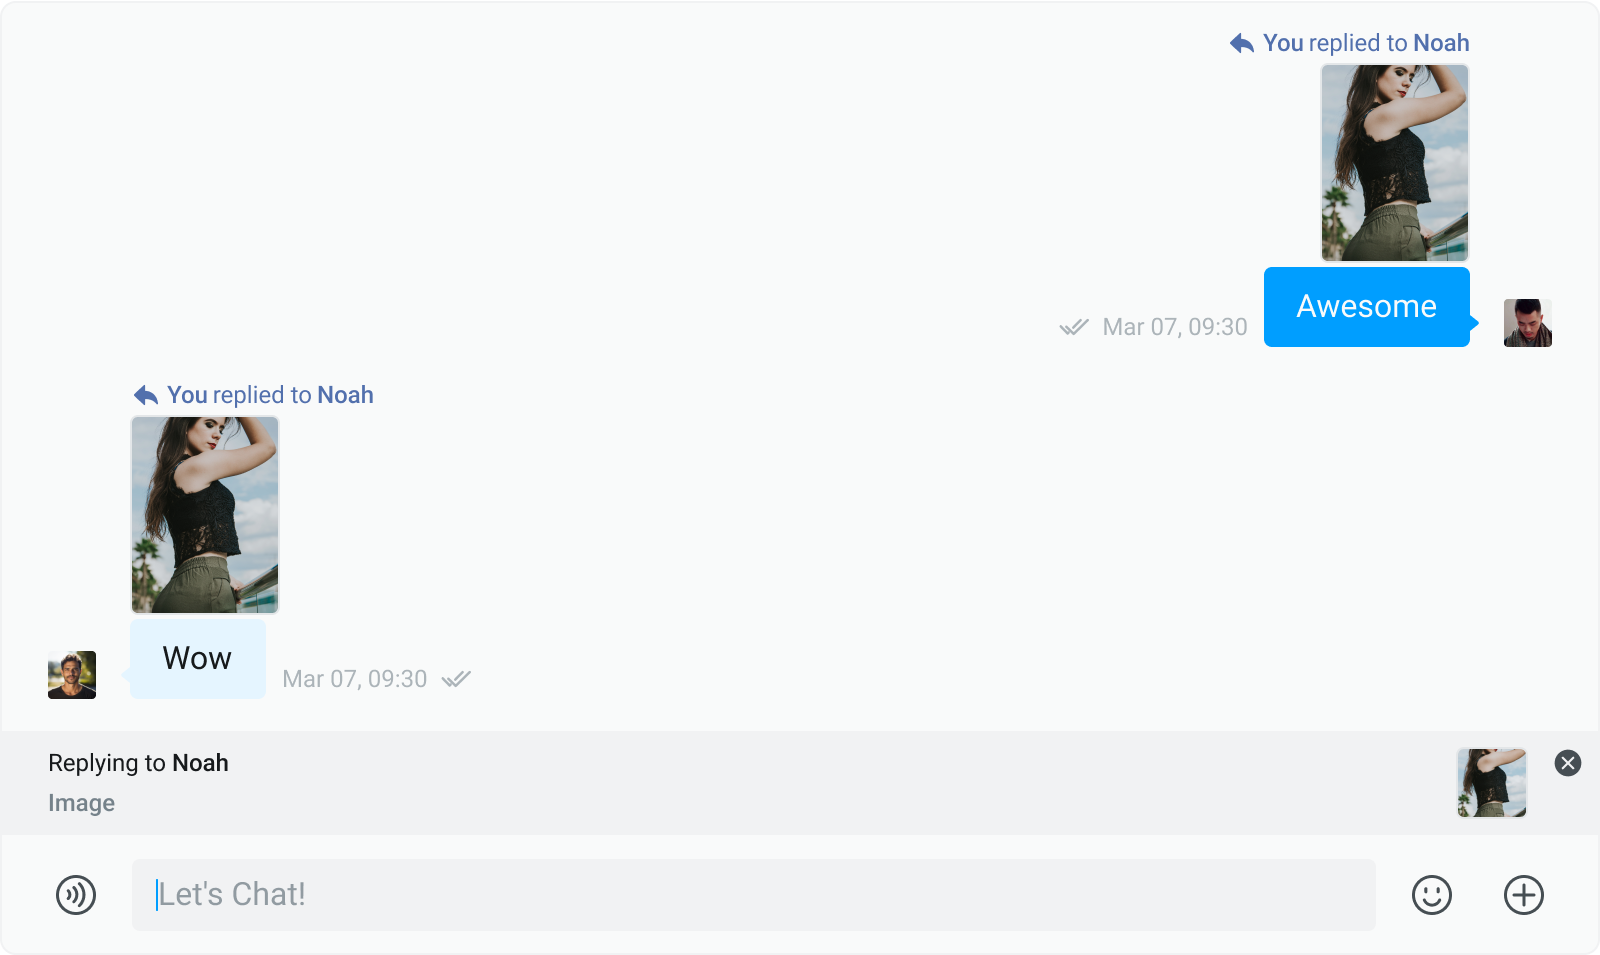 You replied to Noah
Awesome
Mar 07, 09:30
You replied to Noah
Wow
Mar 07, 09:30
Replying to Noah
Image
Let's Chat!